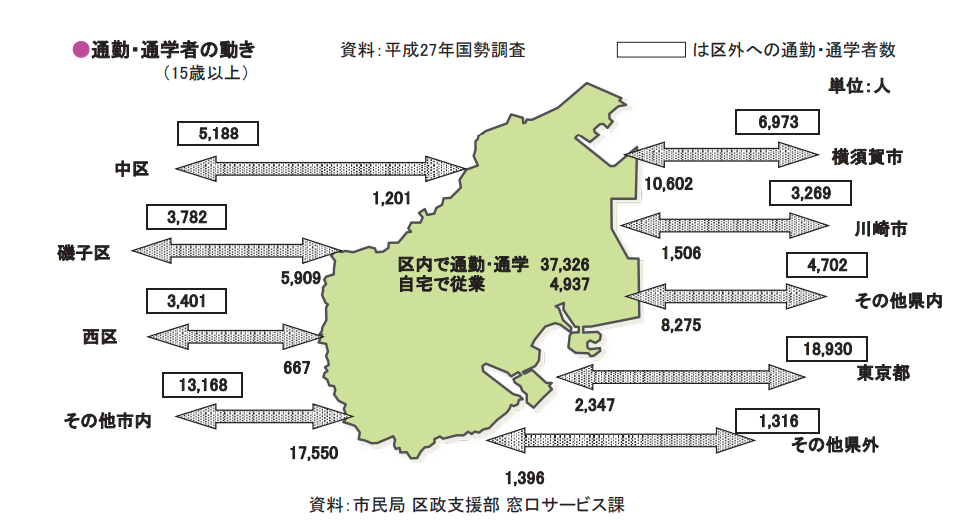 ●通勤・通学者の動き
（15歳以上）
資料：平成27年国勢調査
は区外への通勤・通学者数
単位：人
5,188
中区
1,201
3,782
磯子区
5,909
3,401
西区
667
13,168
その他市内
17,550
区内で通勤・通学 37,326
自宅で従業 4,937
6,973
横須賀市
10,602
3,269
川崎市
1,506
4,702
その他県内
8,275
18,930
東京都
2,347
1,316
その他県外
1,396
資料：市民局 区政支援部 窓口サービス課